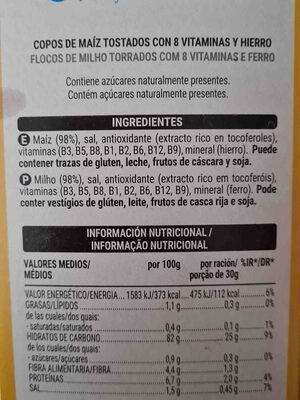 COPOS DE MAÍZ TOSTADOS CON 8 VITAMINAS Y HIERRO
FLOCOS DE MILHO TORRADOS COM 8 VITAMINAS E FERRO
Contiene azúcares naturalmente presentes.
Contém açúcares naturalmente presentes.
INGREDIENTES
E Maíz (98%), sal, antioxidante (extracto rico en tocoferoles),
vitaminas (B3, B5, B8, B1, B2, B6, B12, B9), mineral (hierro). Puede
contener trazas de gluten, leche, frutos de cáscara y soja.
P Milho (98%), sal, antioxidante (extrato rico em tocoferóis),
vitaminas (B3, B5, B8, B1, B2, B6, B12, B9), mineral (ferro). Pode
conter vestígios de glúten, leite, frutos de casca rija e soja.
INFORMACIÓN NUTRICIONAL /
INFORMAÇÃO NUTRICIONAL
VALORES MEDIOS/ por 100g por ración/ %IR*/DR*
MÉDIOS porção de 30g
VALOR ENERGÉTICO/ENERGIA... 1583 kJ/373 kcal 475 kJ/112 kcal 6%
GRASAS/LÍPIDOS 1,1 g 0,3 g 0%
de las cuales/dos quais:
- saturadas/saturados 0,4 g 0,1 g 1%
HIDRATOS DE CARBONO 82 g 25 g 9%
de los cuales/dos quais:
- azúcares/açúcares 0,9 g 0,3 g 0%
FIBRA ALIMENTARIA/FIBRA 4,4 g 1,3 g
PROTEÍNAS 6,7 g 2,0 g 4%
SAL 1,5 g 0,45 g 7%